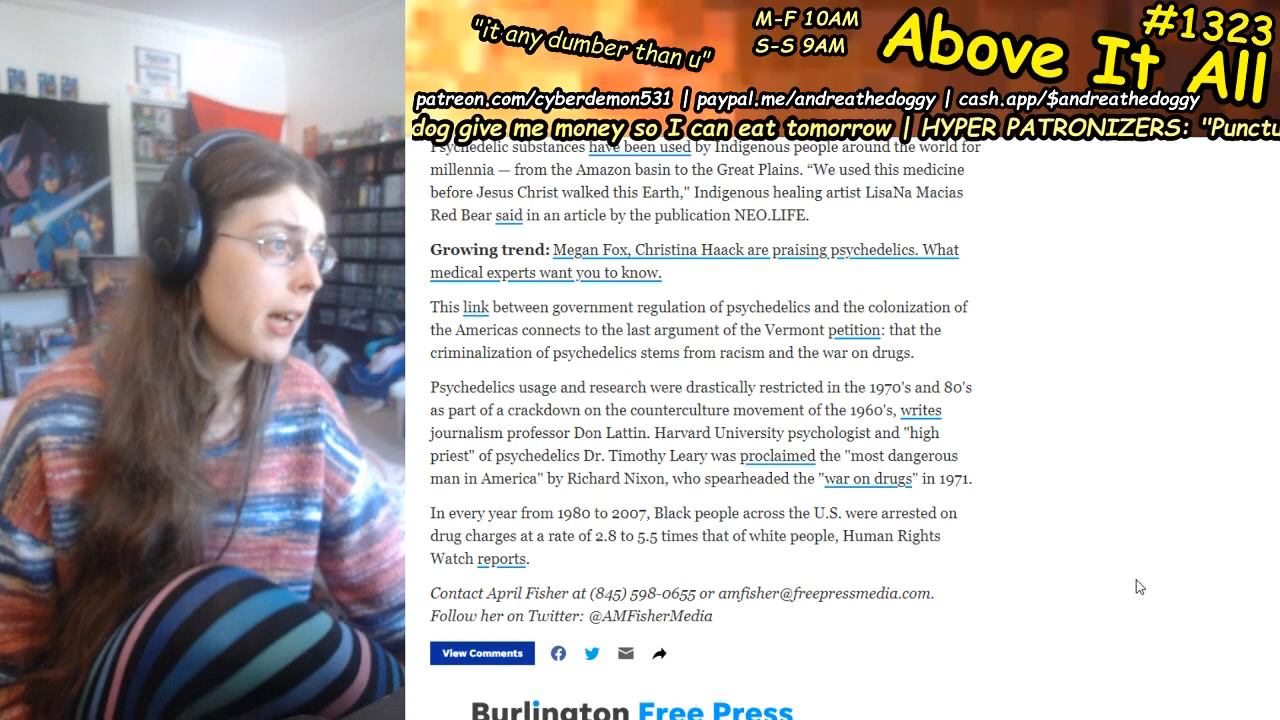 "it any dumber than u"
M-F 10AM
S-S 9AM
Above It All
#1323
patreon.com/cyberdemon531 | paypal.me/andreathedoggy | cash.app/$andreathedoggy
dog give me money so I can eat tomorrow | HYPER PATRONIZERS: "Punctu
Psychedelic substances have been used by Indigenous people around the world for
millennia — from the Amazon basin to the Great Plains. “We used this medicine
before Jesus Christ walked this Earth," Indigenous healing artist LisaNa Macias
Red Bear said in an article by the publication NEO.LIFE.
Growing trend: Megan Fox, Christina Haack are praising psychedelics. What
medical experts want you to know.
This link between government regulation of psychedelics and the colonization of
the Americas connects to the last argument of the Vermont petition: that the
criminalization of psychedelics stems from racism and the war on drugs.
Psychedelics usage and research were drastically restricted in the 1970's and 80's
as part of a crackdown on the counterculture movement of the 1960's, writes
journalism professor Don Lattin. Harvard University psychologist and "high
priest" of psychedelics Dr. Timothy Leary was proclaimed the "most dangerous
man in America" by Richard Nixon, who spearheaded the "war on drugs" in 1971.
In every year from 1980 to 2007, Black people across the U.S. were arrested on
drug charges at a rate of 2.8 to 5.5 times that of white people, Human Rights
Watch reports.
Contact April Fisher at (845) 598-0655 or amfisher@freepressmedia.com.
Follow her on Twitter: @AMFisherMedia
View Comments
Burlington Free Press